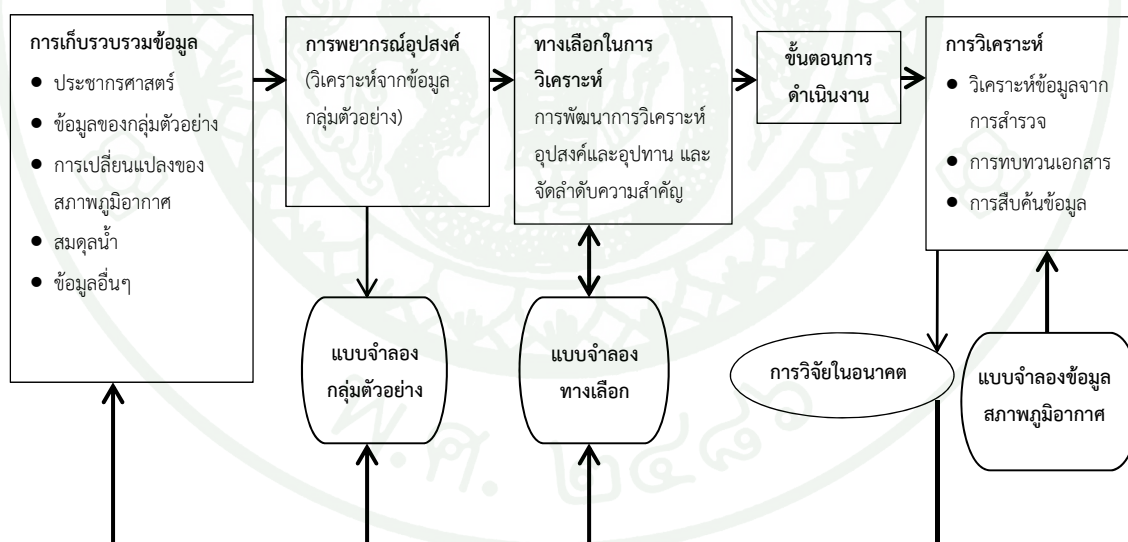 การเก็บรวบรวมข้อมูล
● ประชากรศาสตร์
● ข้อมูลของกลุ่มตัวอย่าง
● การเปลี่ยนแปลงของ
สภาพภูมิอากาศ
● สมดุลน้ำ
● ข้อมูลอื่นๆ
การพยากรณ์อุปสงค์
(วิเคราะห์จากข้อมูล
กลุ่มตัวอย่าง)
ทางเลือกในการ
วิเคราะห์
การพัฒนาการวิเคราะห์
อุปสงค์และอุปทาน และ
จัดลำดับความสำคัญ
ขั้นตอนการ
ดำเนินงาน
การวิเคราะห์
● วิเคราะห์ข้อมูลจาก
การสำรวจ
● การทบทวนเอกสาร
● การสืบค้นข้อมูล
แบบจำลอง
กลุ่มตัวอย่าง
แบบจำลอง
ทางเลือก
การวิจัยในอนาคต
แบบจำลองข้อมูล
สภาพภูมิอากาศ
พ.ศ. ๒๔๘๖